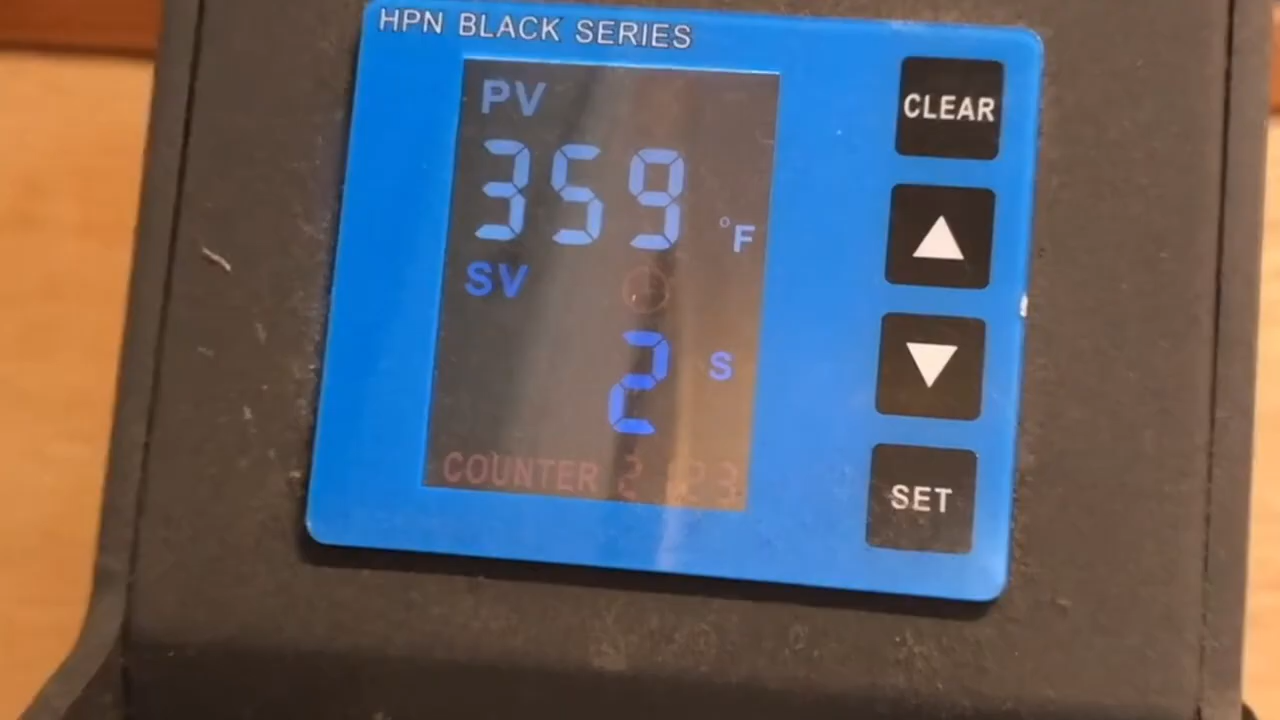 HPN BLACK SERIES
PV
359 °F
SV
2 S
COUNTER
CLEAR
▲
▼
SET